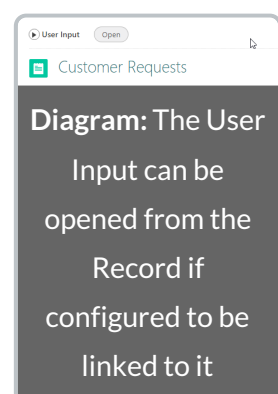 User Input Open
Customer Requests
Diagram: The User
Input can be
opened from the
Record if
configured to be
linked to it